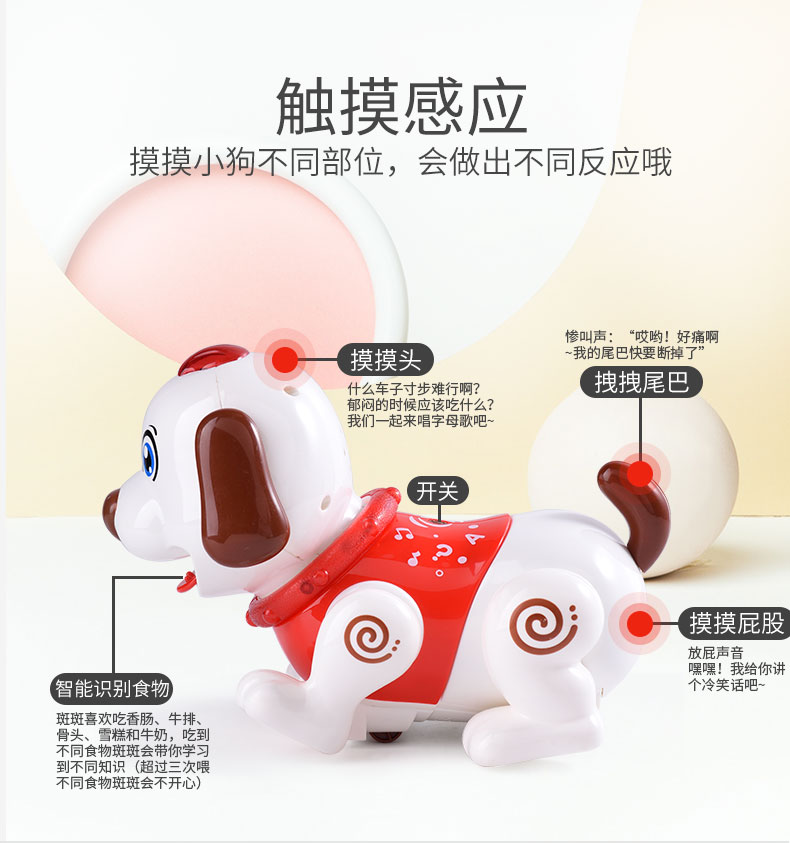 触摸感应
摸摸小狗不同部位，会做出不同反应哦
惨叫声：“哎哟！好痛啊
~我的尾巴快要断掉了”
拽拽尾巴
摸摸头
什么车子寸步难行啊？
郁闷的时候应该吃什么？
我们一起来唱字母歌吧~
开关
A
摸摸屁股
放屁声音
嘿嘿！我给你讲
个冷笑话吧~
智能识别食物
斑斑喜欢吃香肠、牛排、
骨头、雪糕和牛奶，吃到
不同食物斑斑会带你学习
到不同知识（超过三次喂
不同食物斑斑会不开心）